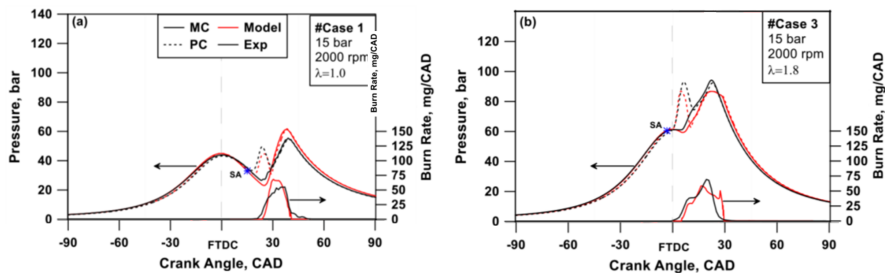 (a)
MC
Model
PC
Exp
#Case 1
15 bar
2000 rpm
λ=1.0
Burn Rate, mg/CAD
Pressure, bar
140
120
100
80
60
40
20
0
SA
150
125
100
75
50
25
0
Burn Rate, mg/CAD
-90
-60
-30
FTDC
30
60
90
Crank Angle, CAD
(b)
#Case 3
15 bar
2000 rpm
λ=1.8
Pressure, bar
120
100
80
60
40
20
0
SA
150
125
100
75
50
25
0
Burn Rate, mg/CAD
-90
-60
-30
FTDC
30
60
90
Crank Angle, CAD